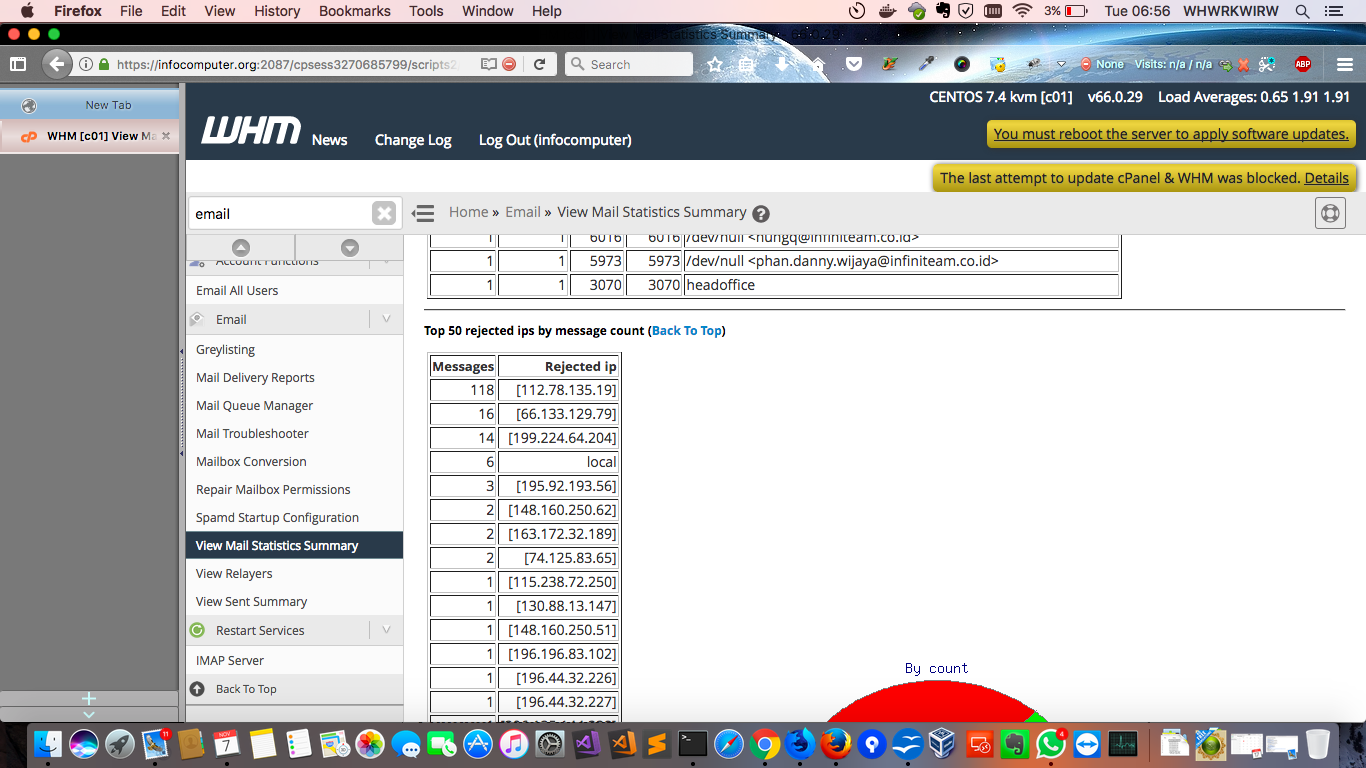 Firefox File Edit View History Bookmarks Tools Window Help 3% Tue 06:56 WHWRKWIRW
https://infocomputer.org:2087/cpsess3270685799/scripts2 Search None Visits: n/a / n/a ABP
New Tab
WHM [c01] View Ma
CENTOS 7.4 kvm [c01] v66.0.29 Load Averages: 0.65 1.91 1.91
WHM News Change Log Log Out (infocomputer)
You must reboot the server to apply software updates.
The last attempt to update cPanel & WHM was blocked. Details
email
Home » Email » View Mail Statistics Summary
Account Functions
Email All Users
Email
Greylisting
Mail Delivery Reports
Mail Queue Manager
Mail Troubleshooter
Mailbox Conversion
Repair Mailbox Permissions
Spamd Startup Configuration
View Mail Statistics Summary
View Relayers
View Sent Summary
Restart Services
IMAP Server
Back To Top
1 1 6016 6016 /dev/null <hungq@infiniteam.co.id>
1 1 5973 5973 /dev/null <phan.danny.wijaya@infiniteam.co.id>
1 1 3070 3070 headoffice
Top 50 rejected ips by message count (Back To Top)
Messages Rejected ip
118 [112.78.135.19]
16 [66.133.129.79]
14 [199.224.64.204]
6 local
3 [195.92.193.56]
2 [148.160.250.62]
2 [163.172.32.189]
2 [74.125.83.65]
1 [115.238.72.250]
1 [130.88.13.147]
1 [148.160.250.51]
1 [196.196.83.102]
1 [196.44.32.226]
1 [196.44.32.227]
By count
11
NOV
7
4